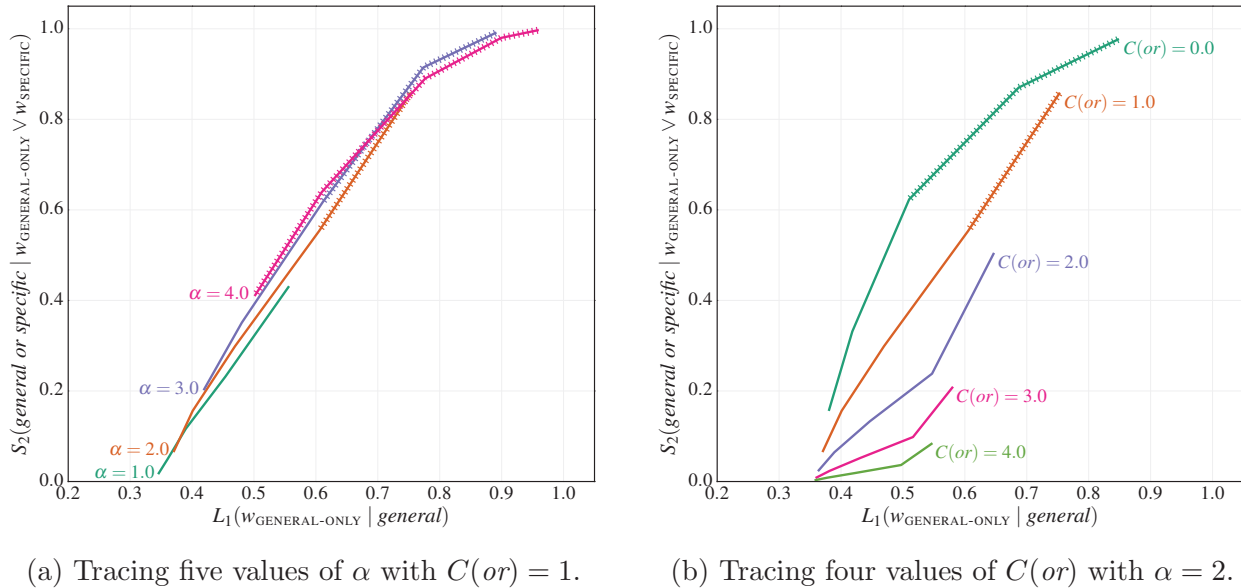 S₂(general or specific | wGENERAL-ONLY ∨ wSPECIFIC)
1.0
0.8
0.6
0.4
0.2
0.0
α = 4.0
α = 3.0
α = 2.0
α = 1.0
0.2 0.3 0.4 0.5 0.6 0.7 0.8 0.9 1.0
L₁(wGENERAL-ONLY | general)
(a) Tracing five values of α with C(or) = 1.
S₂(general or specific | wGENERAL-ONLY ∨ wSPECIFIC)
1.0
0.8
0.6
0.4
0.2
0.0
C(or) = 0.0
C(or) = 1.0
C(or) = 2.0
C(or) = 3.0
C(or) = 4.0
0.2 0.3 0.4 0.5 0.6 0.7 0.8 0.9 1.0
L₁(wGENERAL-ONLY | general)
(b) Tracing four values of C(or) with α = 2.